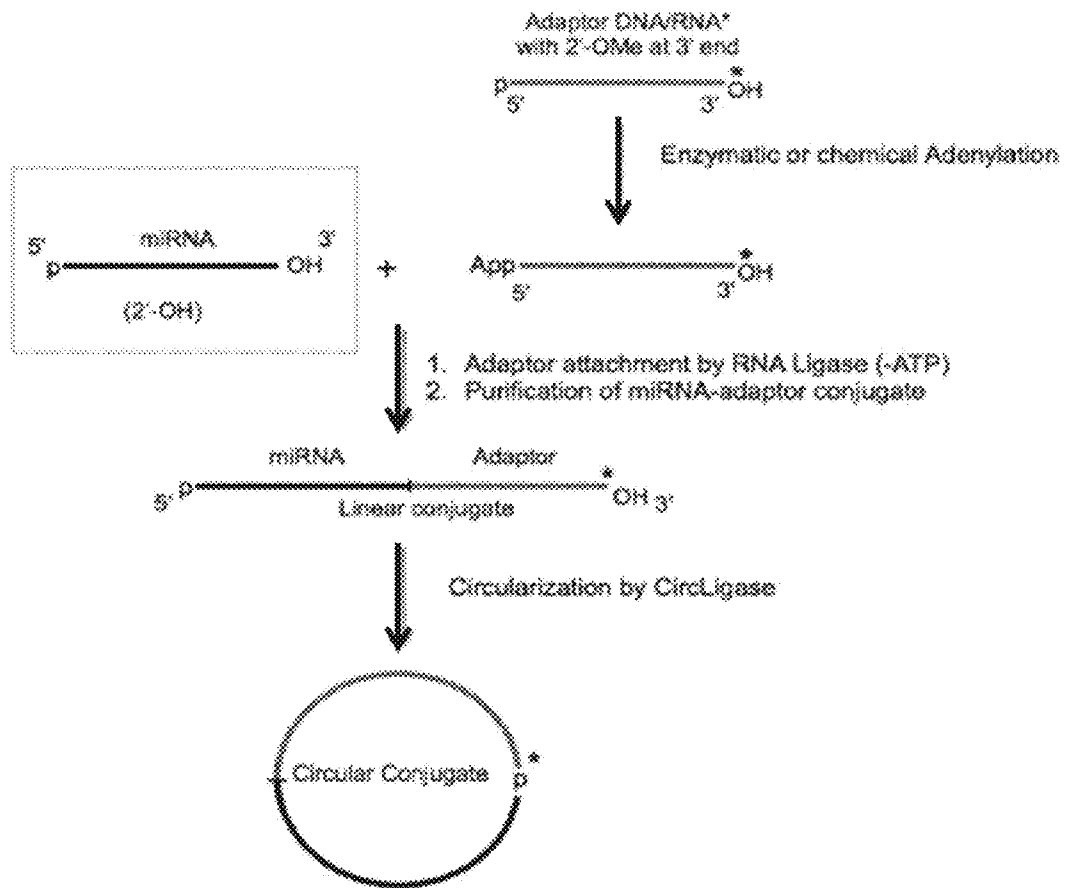 Adaptor DNA/RNA*
with 2'-OMe at 3' end
*
p
5'
3'
OH
Enzymatic or chemical Adenylation
5'
p
miRNA
OH
3'
(2'-OH)
+
App
5'
3'
*
OH
1. Adaptor attachment by RNA Ligase (-ATP)
2. Purification of miRNA-adaptor conjugate
miRNA
Adaptor
5'
p
*
OH 3'
Linear conjugate
Circularization by CircLigase
Circular Conjugate
p
*